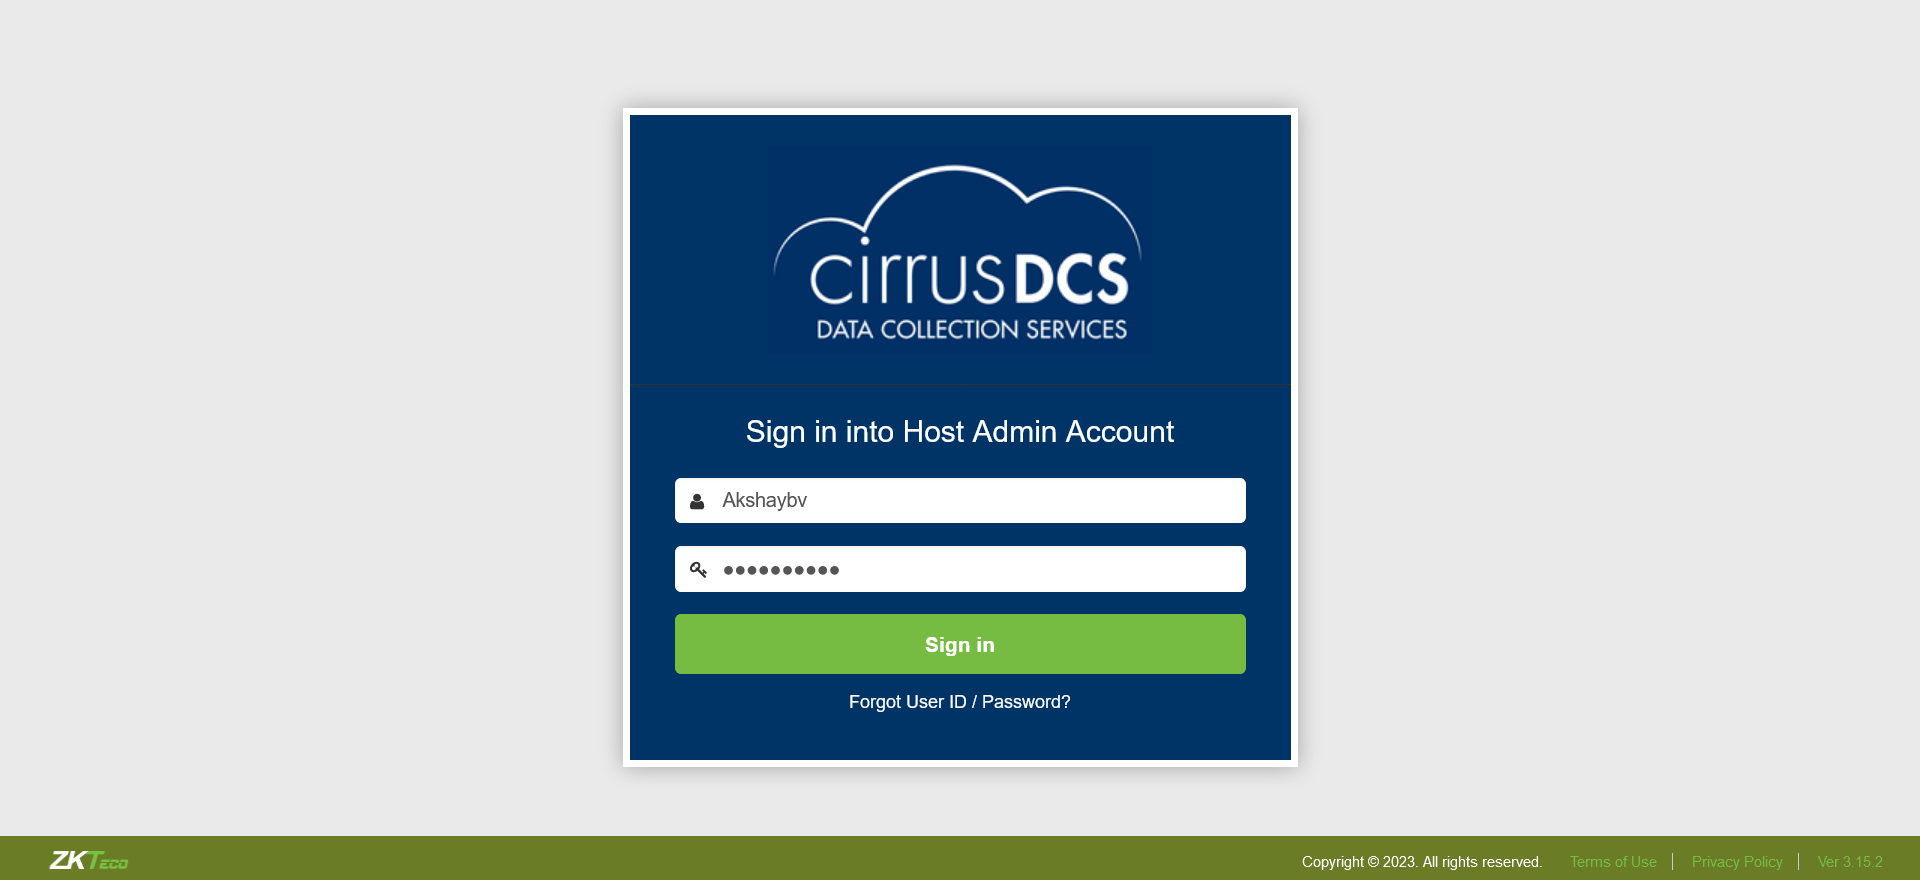 cirrusDCS
DATA COLLECTION SERVICES
Sign in into Host Admin Account
Akshaybv
••••••••••
Sign in
Forgot User ID / Password?
ZKTeco
Copyright © 2023. All rights reserved.
Terms of Use
Privacy Policy
Ver 3.15.2